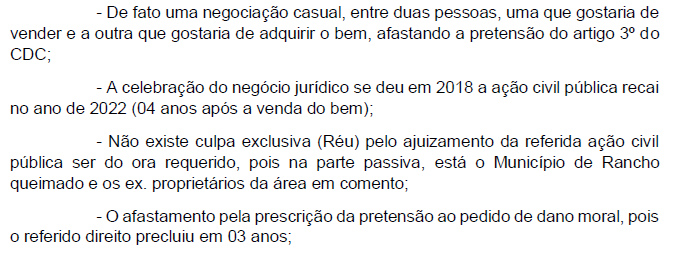 - De fato uma negociação casual, entre duas pessoas, uma que gostaria de
vender e a outra que gostaria de adquirir o bem, afastando a pretensão do artigo 3º do
CDC;
- A celebração do negócio jurídico se deu em 2018 a ação civil pública recai
no ano de 2022 (04 anos após a venda do bem);
- Não existe culpa exclusiva (Réu) pelo ajuizamento da referida ação civil
pública ser do ora requerido, pois na parte passiva, está o Município de Rancho
queimado e os ex. proprietários da área em comento;
- O afastamento pela prescrição da pretensão ao pedido de dano moral, pois
o referido direito precluiu em 03 anos;